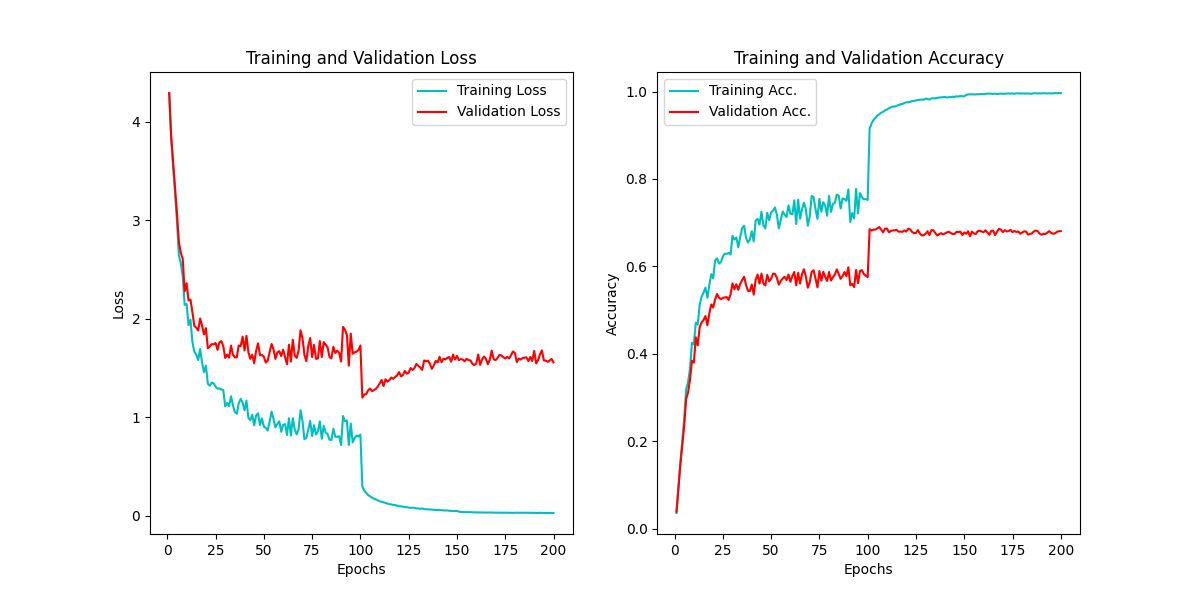 Training and Validation Loss
Training Loss
Validation Loss
4
3
2
1
0
Loss
0 25 50 75 100 125 150 175 200
Epochs
Training and Validation Accuracy
Training Acc.
Validation Acc.
1.0
0.8
0.6
0.4
0.2
0.0
Accuracy
0 25 50 75 100 125 150 175 200
Epochs